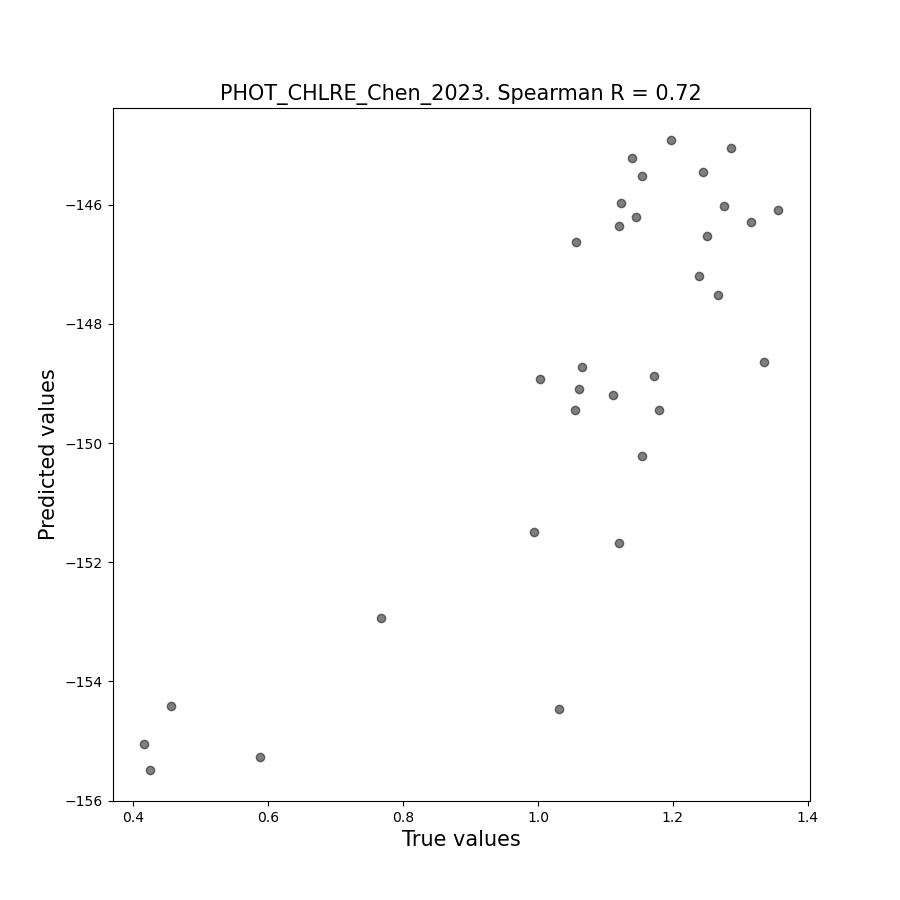 PHOT_CHLRE_Chen_2023. Spearman R = 0.72
−146
−148
−150
−152
−154
−156
Predicted values
0.4 0.6 0.8 1.0 1.2 1.4
True values